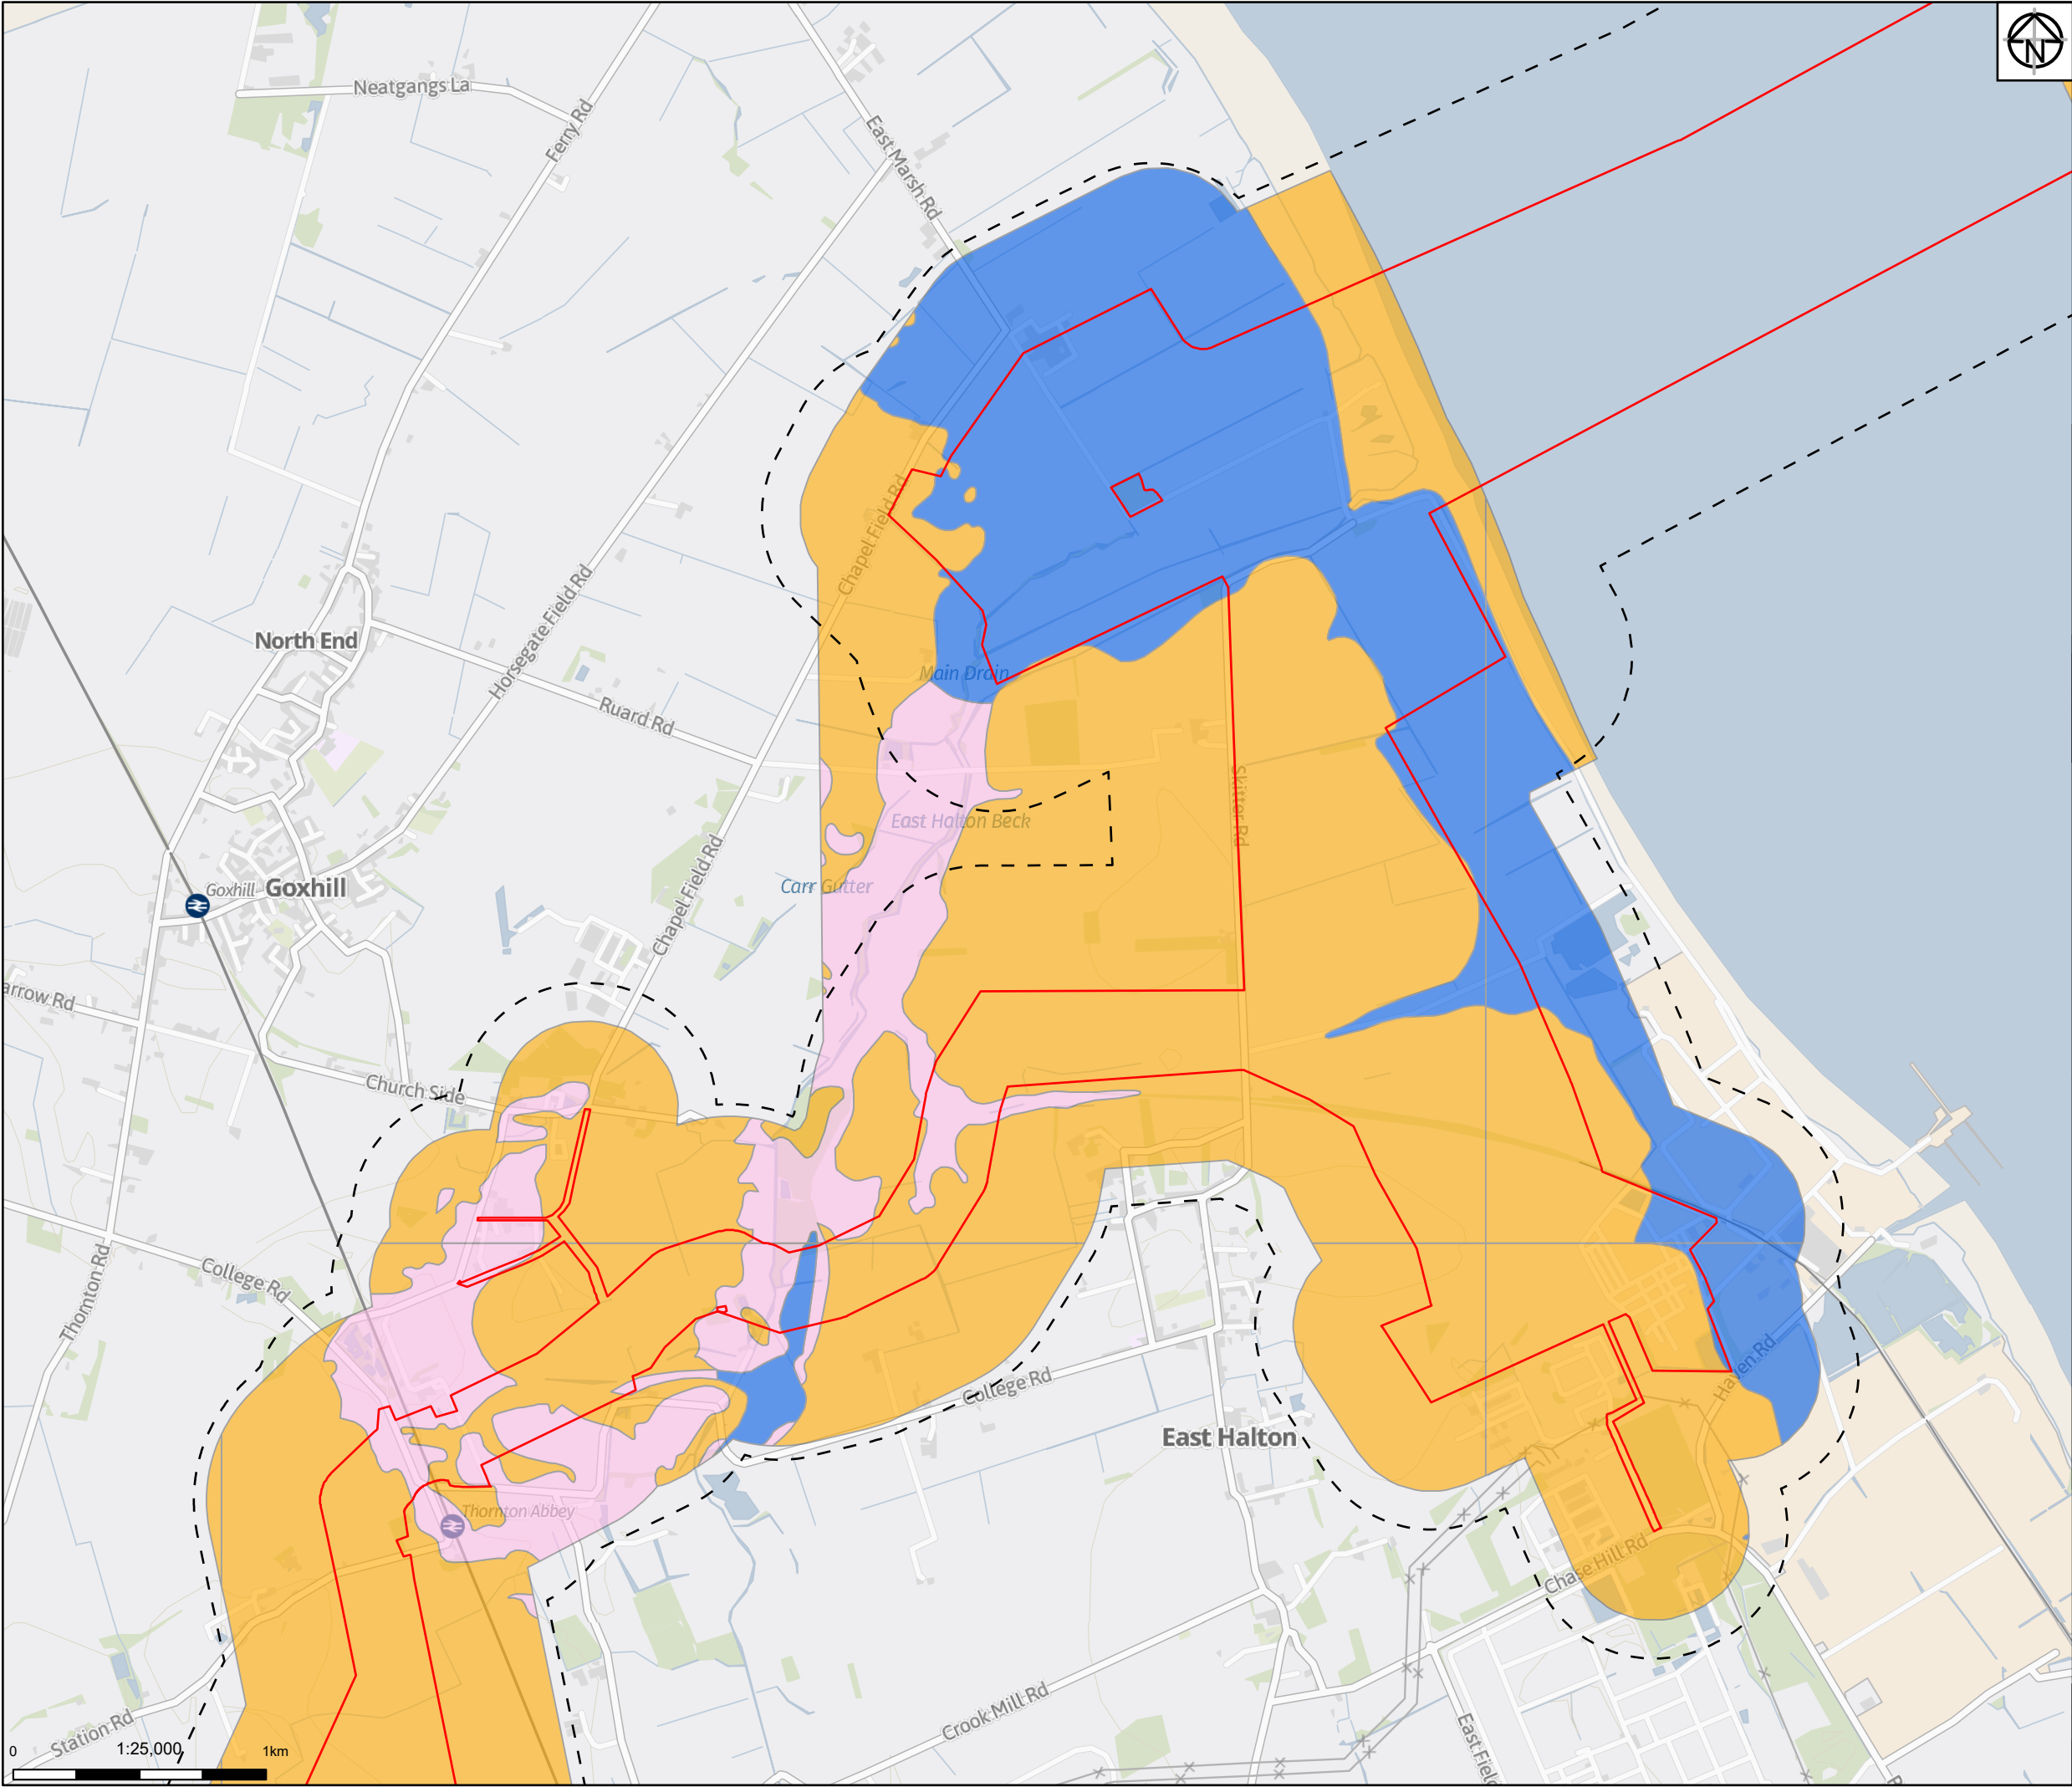 N
Neatgangs La
Ferry Rd
East Marsh Rd
Chapel Field Rd
North End
Horsegate Field Rd
Main Drain
Ruard Rd
Skitter Rd
East Halton Beck
Carr Gutter
Goxhill
Goxhill
Chapel Field Rd
arrow Rd
Church Side
College Rd
Thornton Rd
Haven Rd
College Rd
East Halton
Thornton Abbey
Chase Hill Rd
Crook Mill Rd
Station Rd
East Field
0
1:25,000
1km